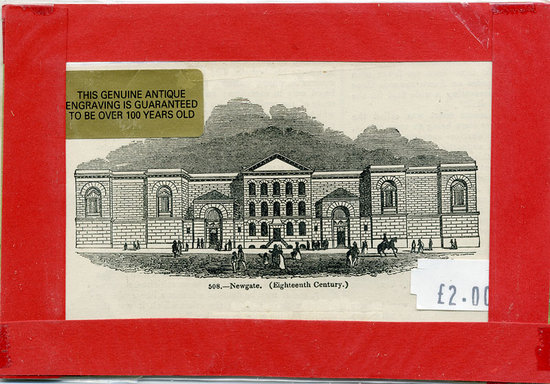 THIS GENUINE ANTIQUE
ENGRAVING IS GUARANTEED
TO BE OVER 100 YEARS OLD
508.—Newgate. (Eighteenth Century.)
£2.00